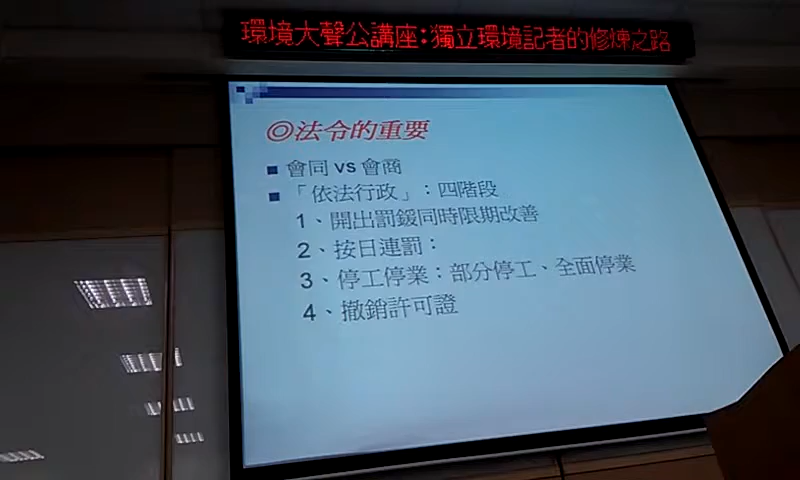 環境大聲公講座:獨立環境記者的修煉之路
◎法令的重要
會同 vs 會商
「依法行政」：四階段
1、開出罰鍰同時限期改善
2、按日連罰：
3、停工停業：部分停工、全面停業
4、撤銷許可證